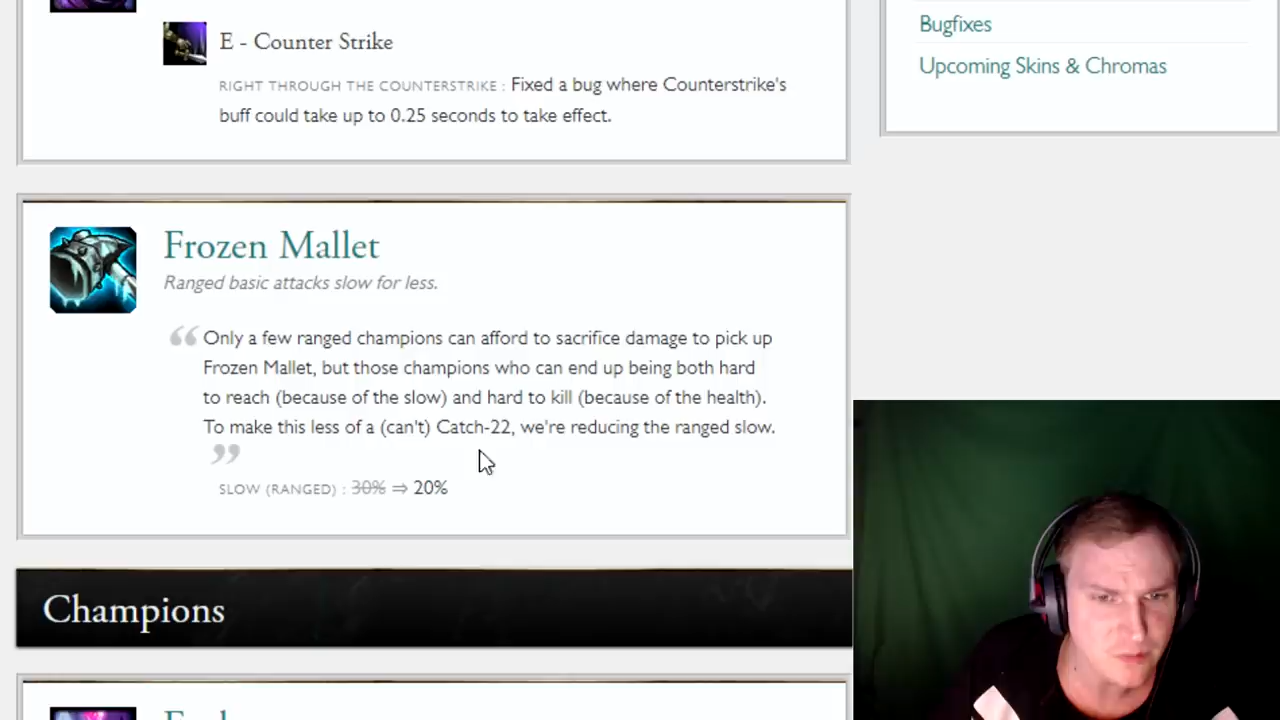 E - Counter Strike
RIGHT THROUGH THE COUNTERSTRIKE : Fixed a bug where Counterstrike's
buff could take up to 0.25 seconds to take effect.
Bugfixes
Upcoming Skins & Chromas
Frozen Mallet
Ranged basic attacks slow for less.
“ Only a few ranged champions can afford to sacrifice damage to pick up
Frozen Mallet, but those champions who can end up being both hard
to reach (because of the slow) and hard to kill (because of the health).
To make this less of a (can't) Catch-22, we're reducing the ranged slow.
”
SLOW (RANGED) : 30% ⇒ 20%
Champions